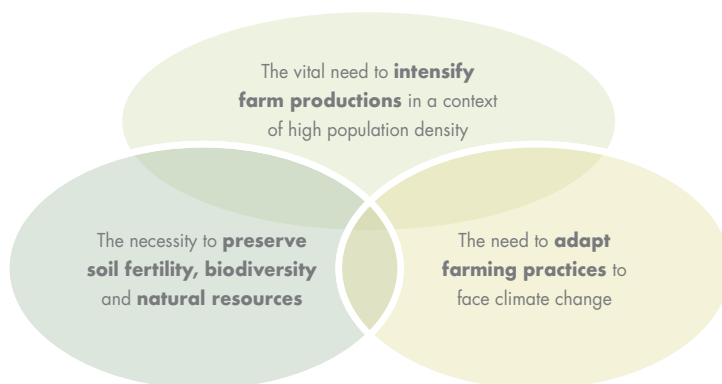 The vital need to intensify
farm productions in a context
of high population density
The necessity to preserve
soil fertility, biodiversity
and natural resources
The need to adapt
farming practices to
face climate change